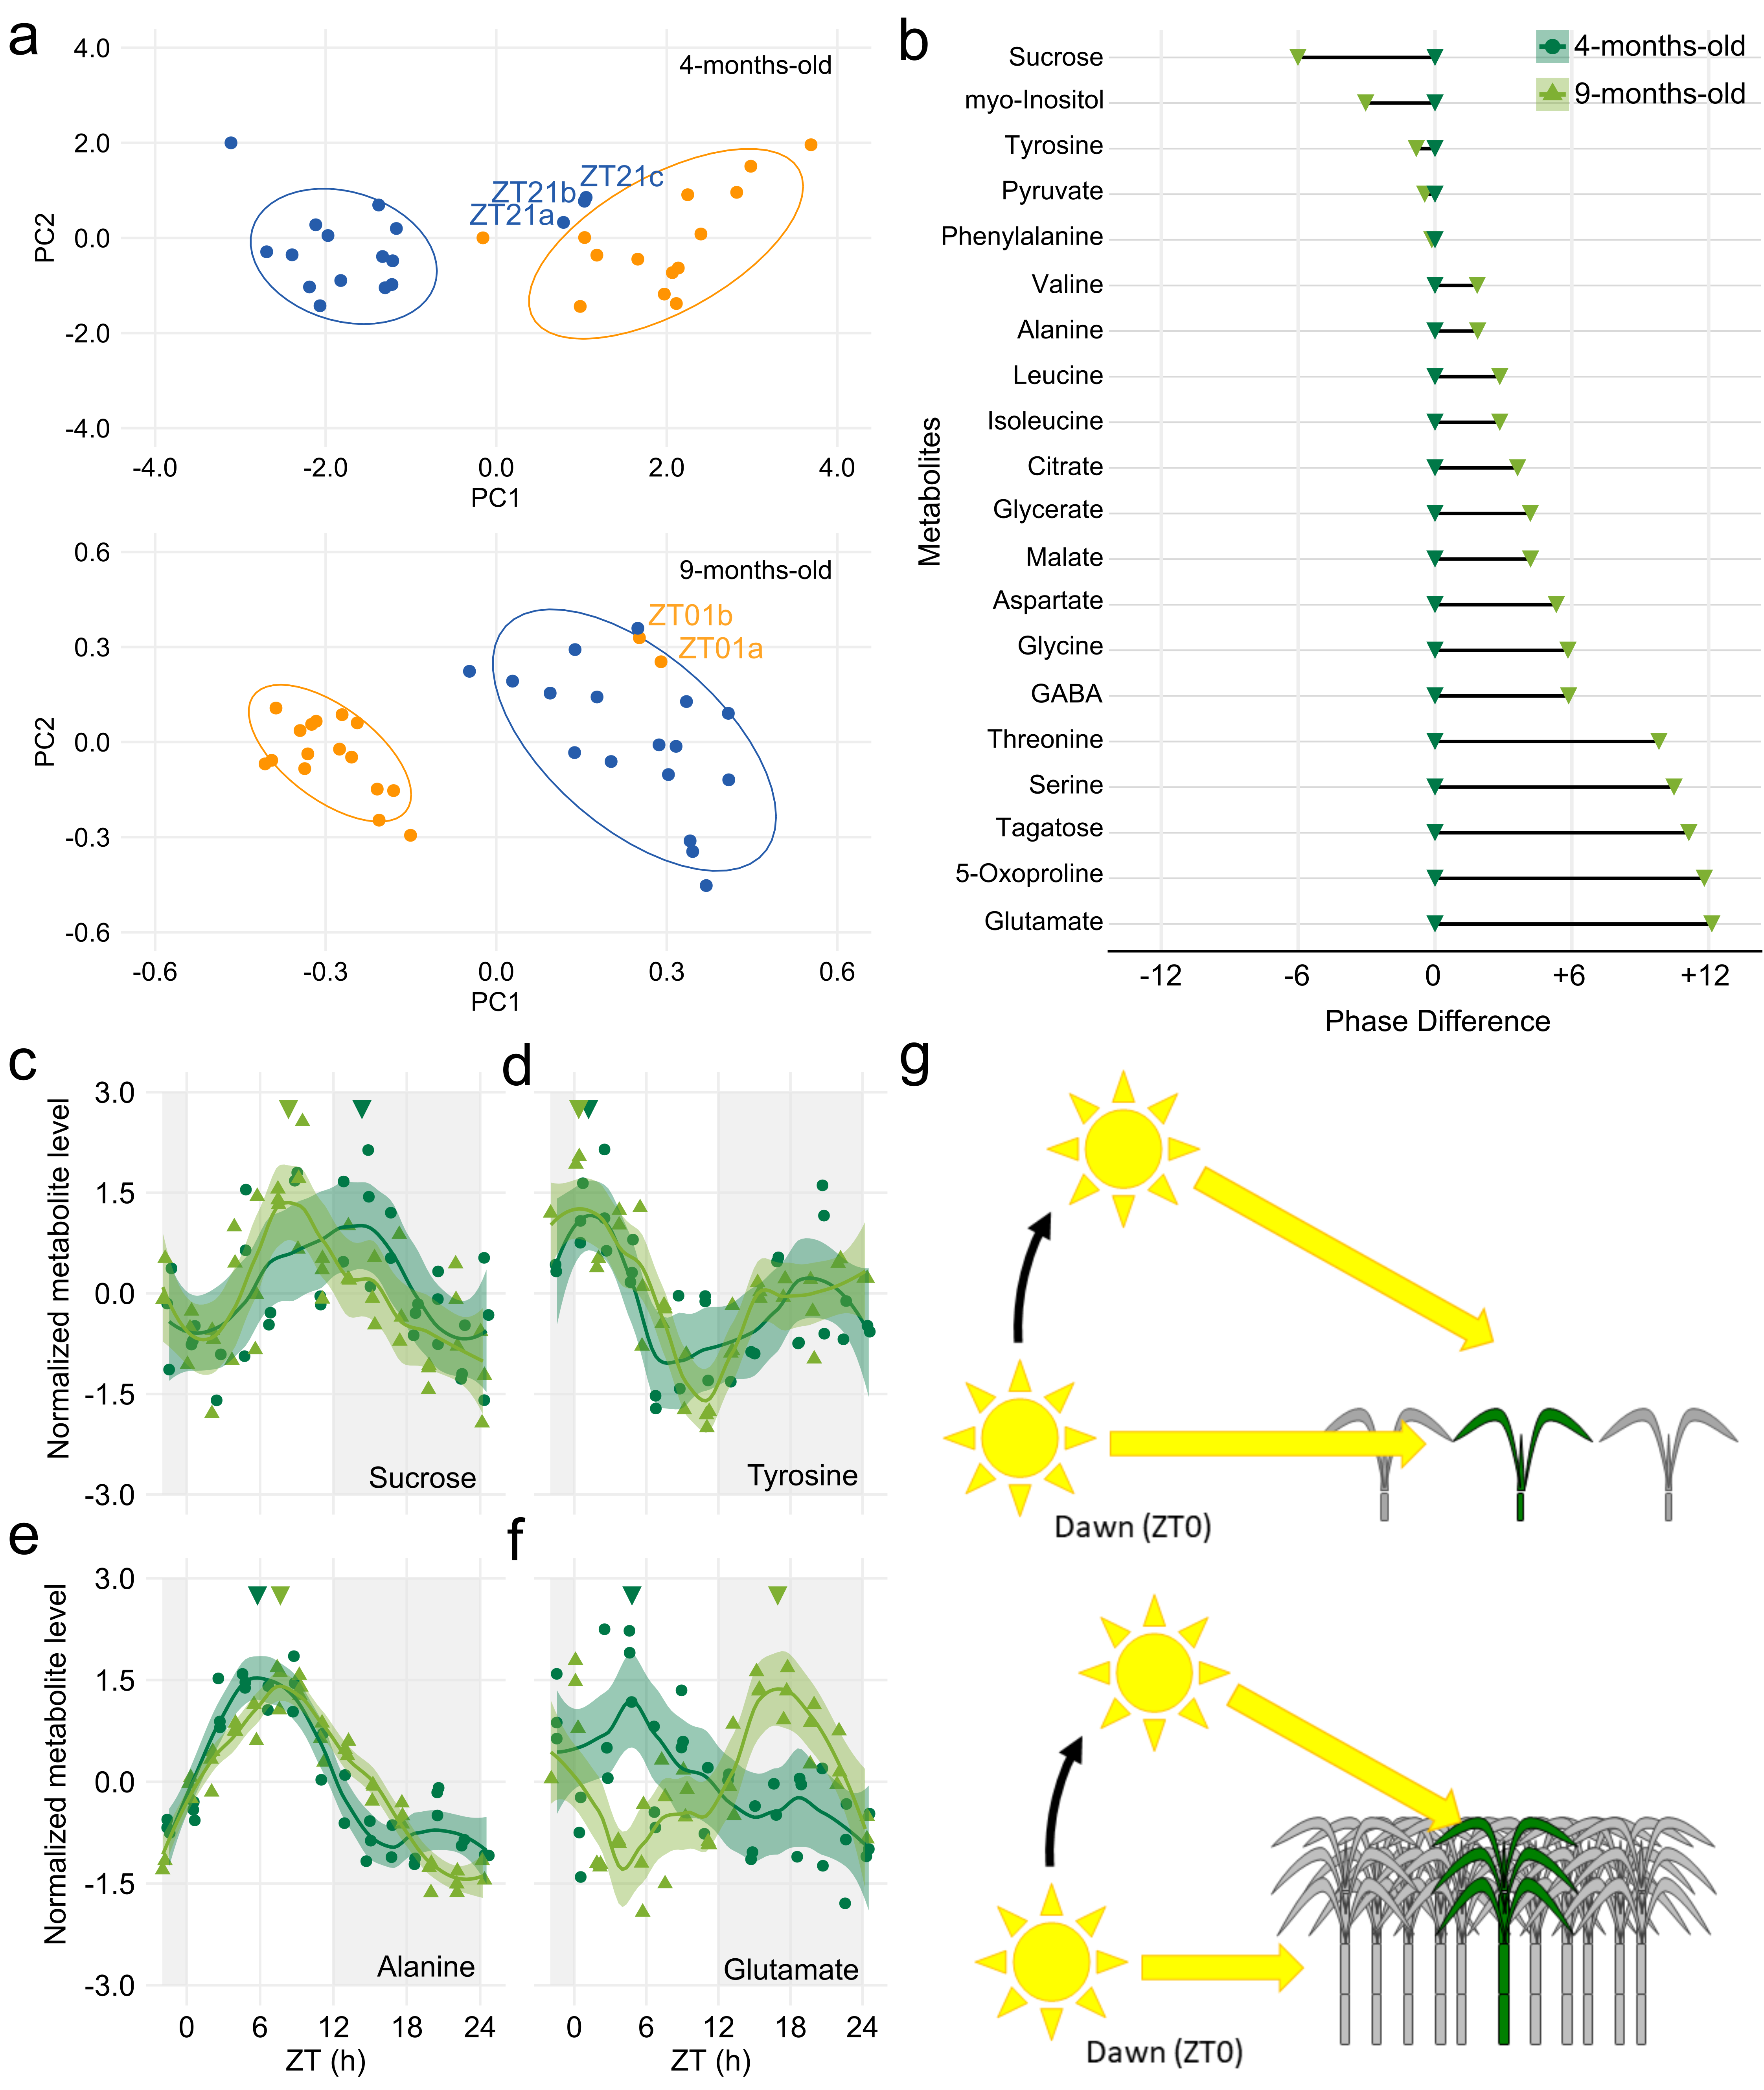 a
4.0
2.0
0.0
-2.0
-4.0
PC2
4-months-old
ZT21c
ZT21b
ZT21a
-4.0 -2.0 0.0 2.0 4.0
PC1
0.6
0.3
0.0
-0.3
-0.6
PC2
9-months-old
ZT01b
ZT01a
-0.6 -0.3 0.0 0.3 0.6
PC1
b
4-months-old
9-months-old
Metabolites
Sucrose
myo-Inositol
Tyrosine
Pyruvate
Phenylalanine
Valine
Alanine
Leucine
Isoleucine
Citrate
Glycerate
Malate
Aspartate
Glycine
GABA
Threonine
Serine
Tagatose
5-Oxoproline
Glutamate
-12 -6 0 +6 +12
Phase Difference
c
Normalized metabolite level
3.0
1.5
0.0
-1.5
-3.0
Sucrose
d
Tyrosine
e
Normalized metabolite level
3.0
1.5
0.0
-1.5
-3.0
Alanine
0 6 12 18 24
ZT (h)
f
Glutamate
0 6 12 18 24
ZT (h)
g
Dawn (ZT0)
Dawn (ZT0)